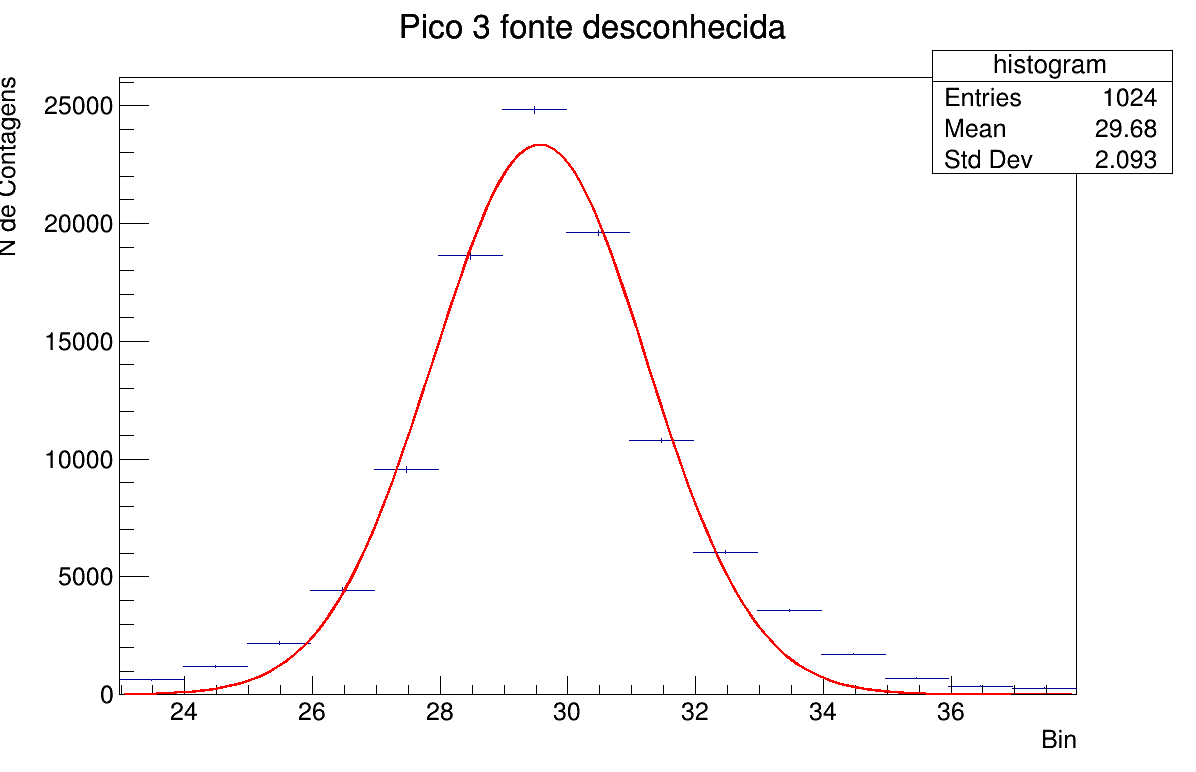 Pico 3 fonte desconhecida
histogram
Entries 1024
Mean 29.68
Std Dev 2.093
N de Contagens
25000
20000
15000
10000
5000
0
24 26 28 30 32 34 36
Bin